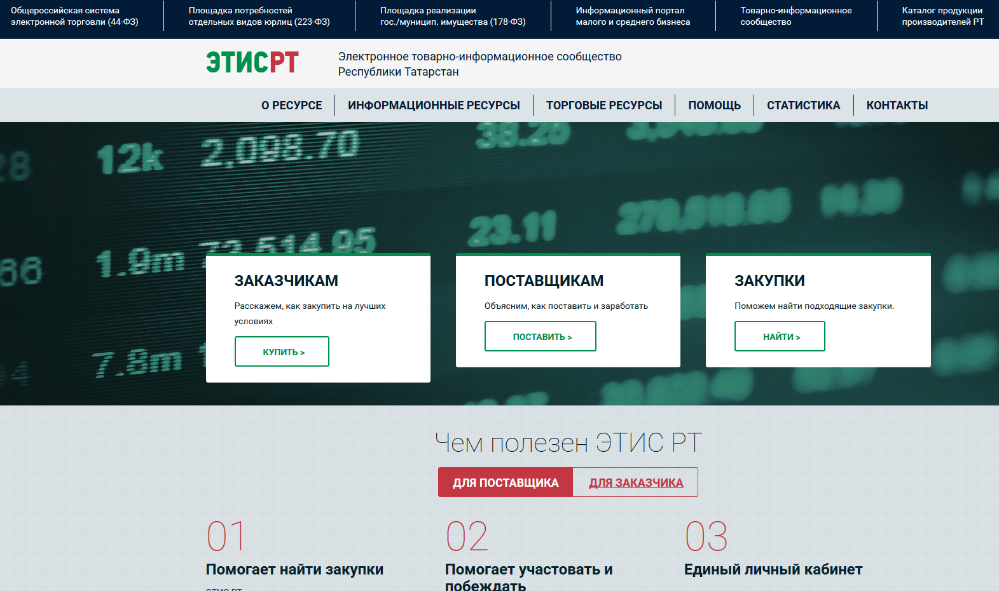 Общероссийская система
электронной торговли (44-ФЗ)
Площадка потребностей
отдельных видов юрлиц (223-ФЗ)
Площадка реализации
гос./муницип. имущества (178-ФЗ)
Информационный портал
малого и среднего бизнеса
Товарно-информационное
сообщество
Каталог продукции
производителей РТ
ЭТИСРТ
Электронное товарно-информационное сообщество
Республики Татарстан
О РЕСУРСЕ
ИНФОРМАЦИОННЫЕ РЕСУРСЫ
ТОРГОВЫЕ РЕСУРСЫ
ПОМОЩЬ
СТАТИСТИКА
КОНТАКТЫ
28 12k 2,098.70 38.20
23.11
1.9m 73,614.95
7.8m
ЗАКАЗЧИКАМ
Расскажем, как закупить на лучших
условиях
КУПИТЬ >
ПОСТАВЩИКАМ
Объясним, как поставить и заработать
ПОСТАВИТЬ >
ЗАКУПКИ
Поможем найти подходящие закупки.
НАЙТИ >
Чем полезен ЭТИС РТ
ДЛЯ ПОСТАВЩИКА
ДЛЯ ЗАКАЗЧИКА
01
Помогает найти закупки
ЭТИС РТ
02
Помогает участовать и
побеждать
03
Единый личный кабинет